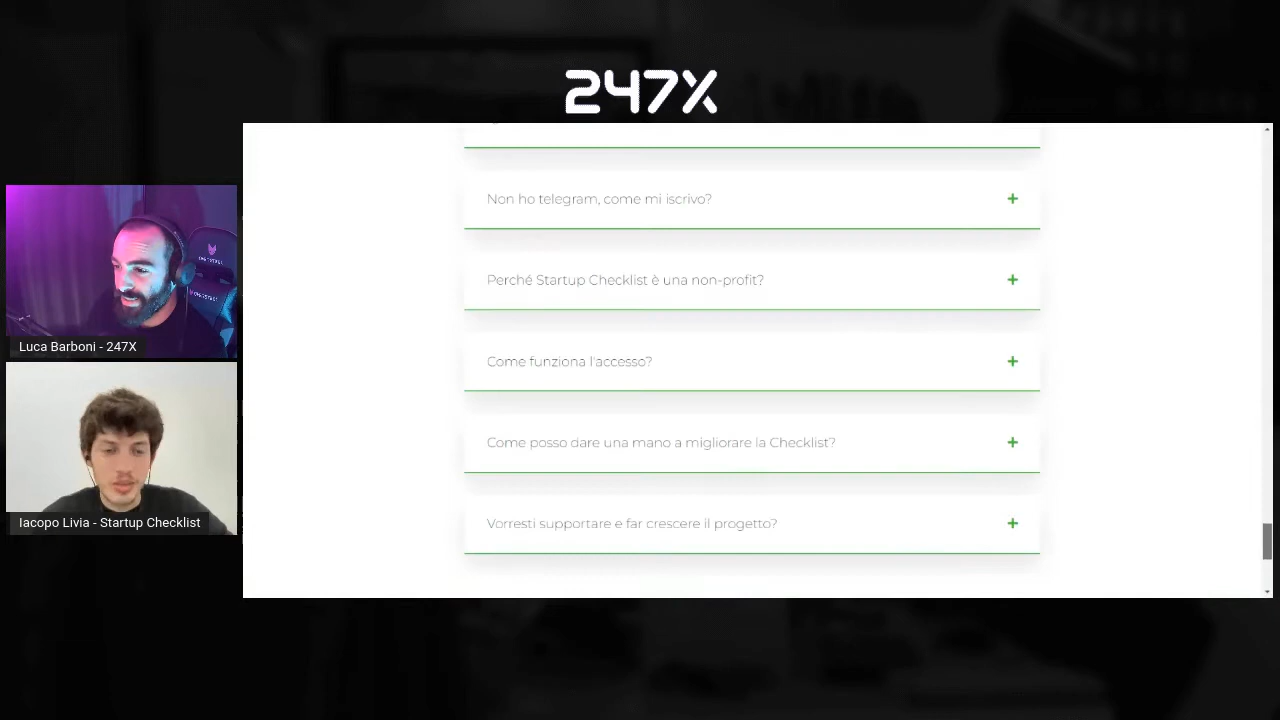 247X
Non ho telegram, come mi iscrivo?
Perché Startup Checklist è una non-profit?
Come funziona l'accesso?
Come posso dare una mano a migliorare la Checklist?
Vorresti supportare e far crescere il progetto?
Luca Barboni - 247X
Iacopo Livia - Startup Checklist